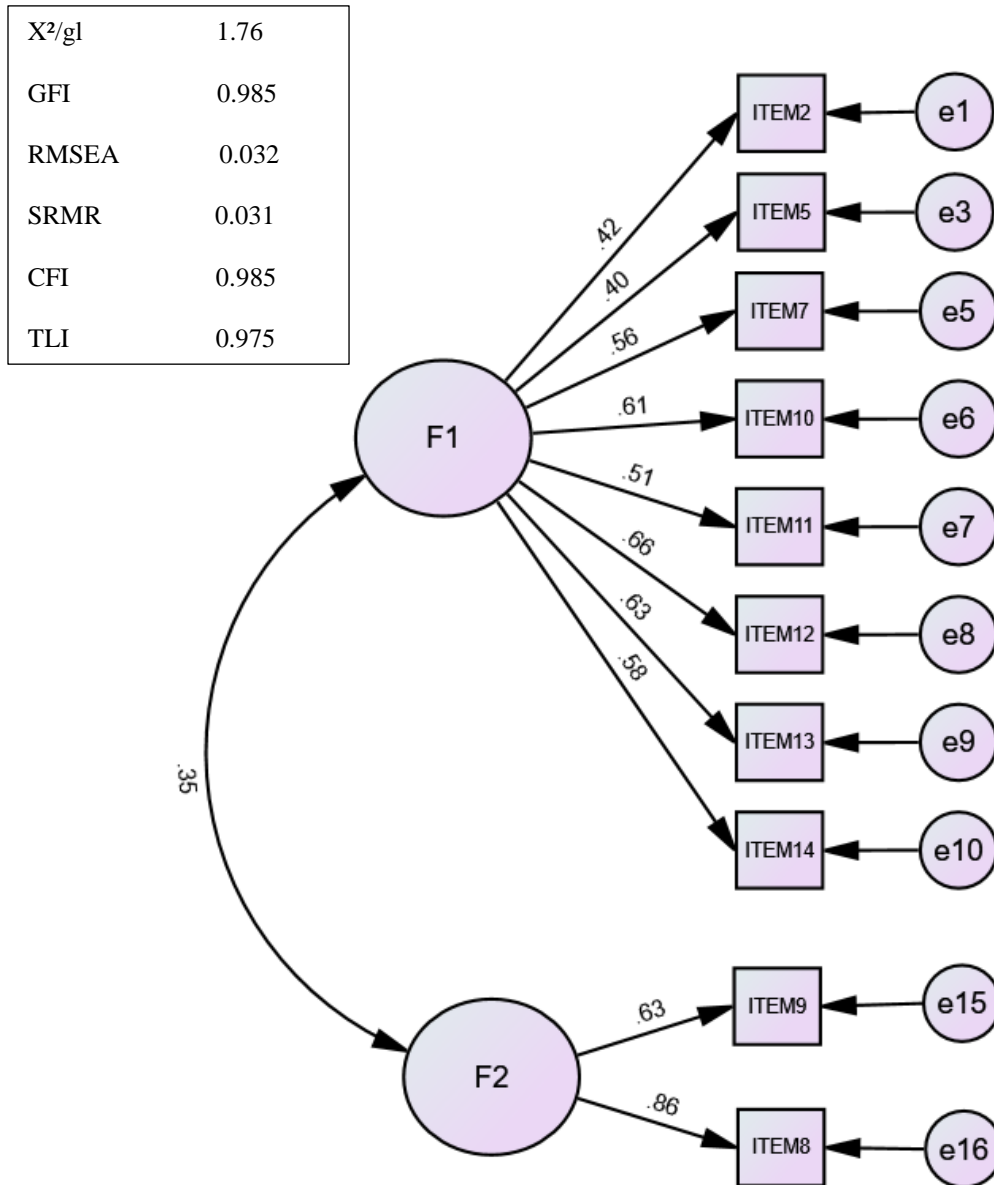 X²/gl 1.76
GFI 0.985
RMSEA 0.032
SRMR 0.031
CFI 0.985
TLI 0.975
ITEM2 e1
.42
ITEM5 e3
.40
ITEM7 e5
.56
F1
.61
ITEM10 e6
.51
ITEM11 e7
.66
ITEM12 e8
.63
.58
ITEM13 e9
.35
ITEM14 e10
.63
ITEM9 e15
F2
.86
ITEM8 e16